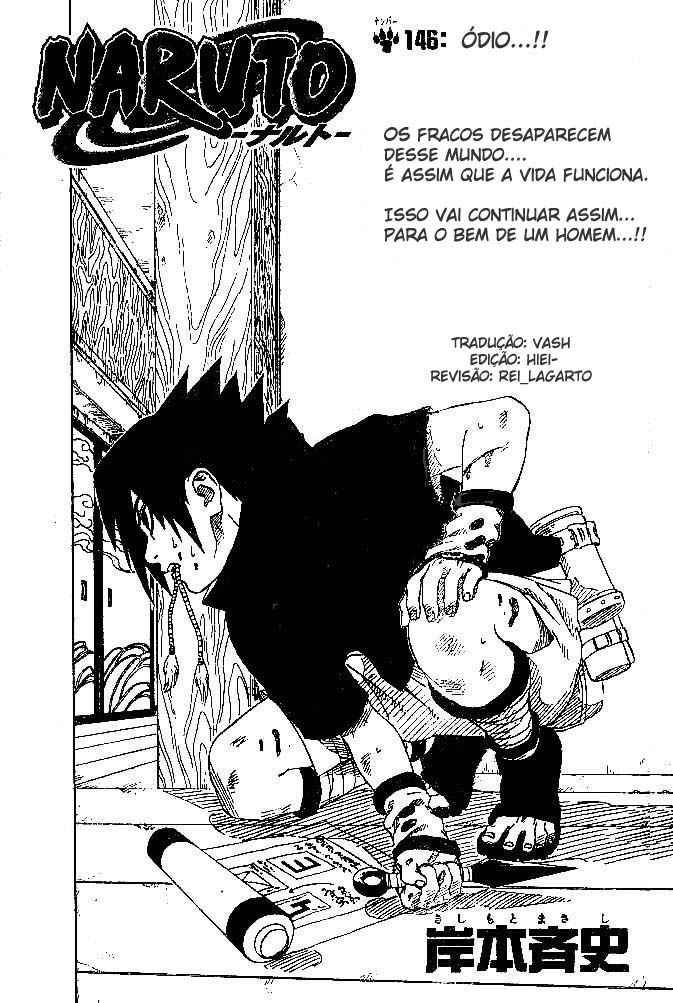 NARUTO
-ナルト-
ナンバー
146: ÓDIO...!!
OS FRACOS DESAPARECEM
DESSE MUNDO....
É ASSIM QUE A VIDA FUNCIONA.
ISSO VAI CONTINUAR ASSIM...
PARA O BEM DE UM HOMEM...!!
TRADUÇÃO: VASH
EDIÇÃO: HIEI-
REVISÃO: REI_LAGARTO
きしもとまさし
岸本斉史